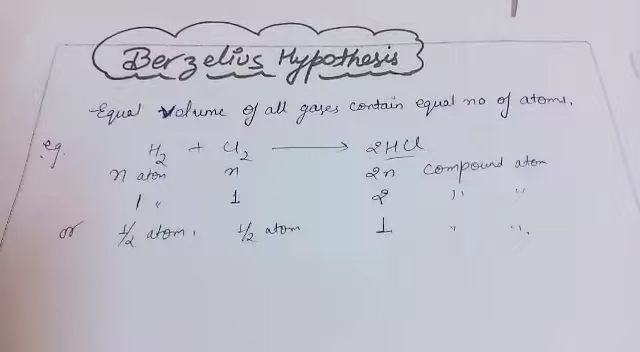 Berzelius Hypothesis
Equal Volume of all gases contain equal no of atoms.
eg. H₂ + Cl₂ ⟶ 2HCl
n atom n 2n compound atom
1 " 1 2 " "
or 1/2 atom, 1/2 atom 1 " ",